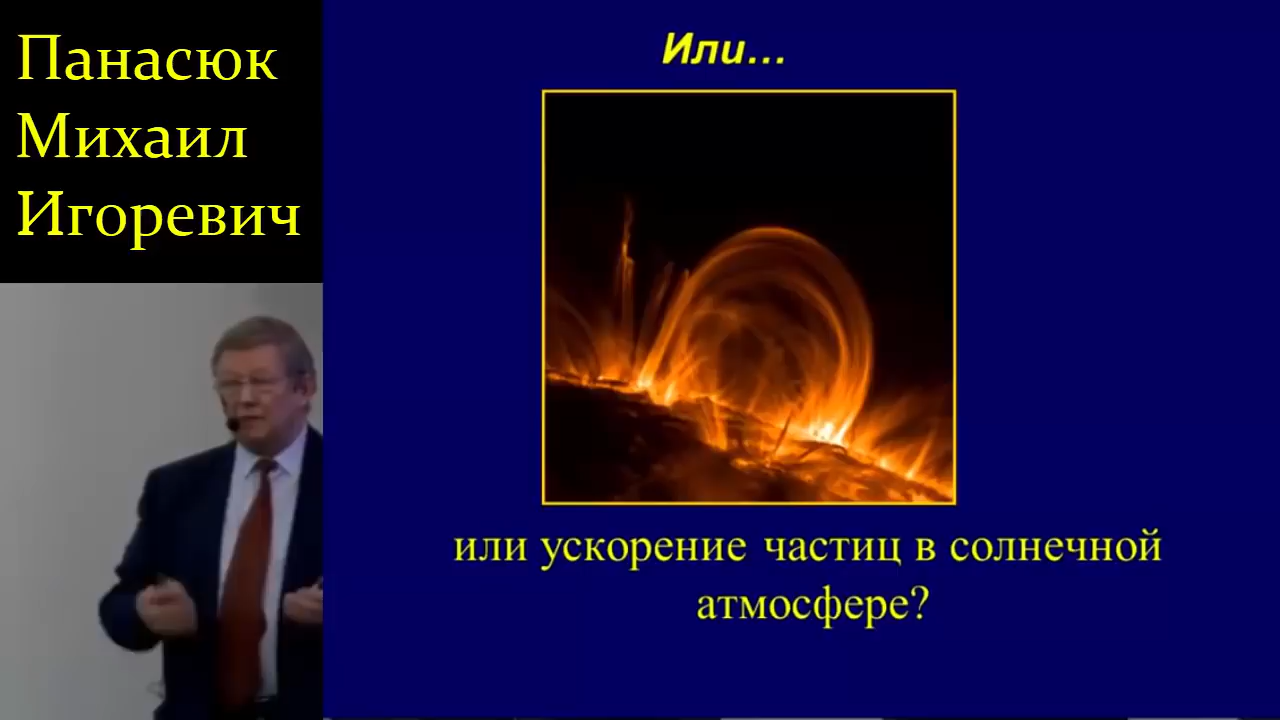 Панасюк
Михаил
Игоревич
Или...
или ускорение частиц в солнечной
атмосфере?